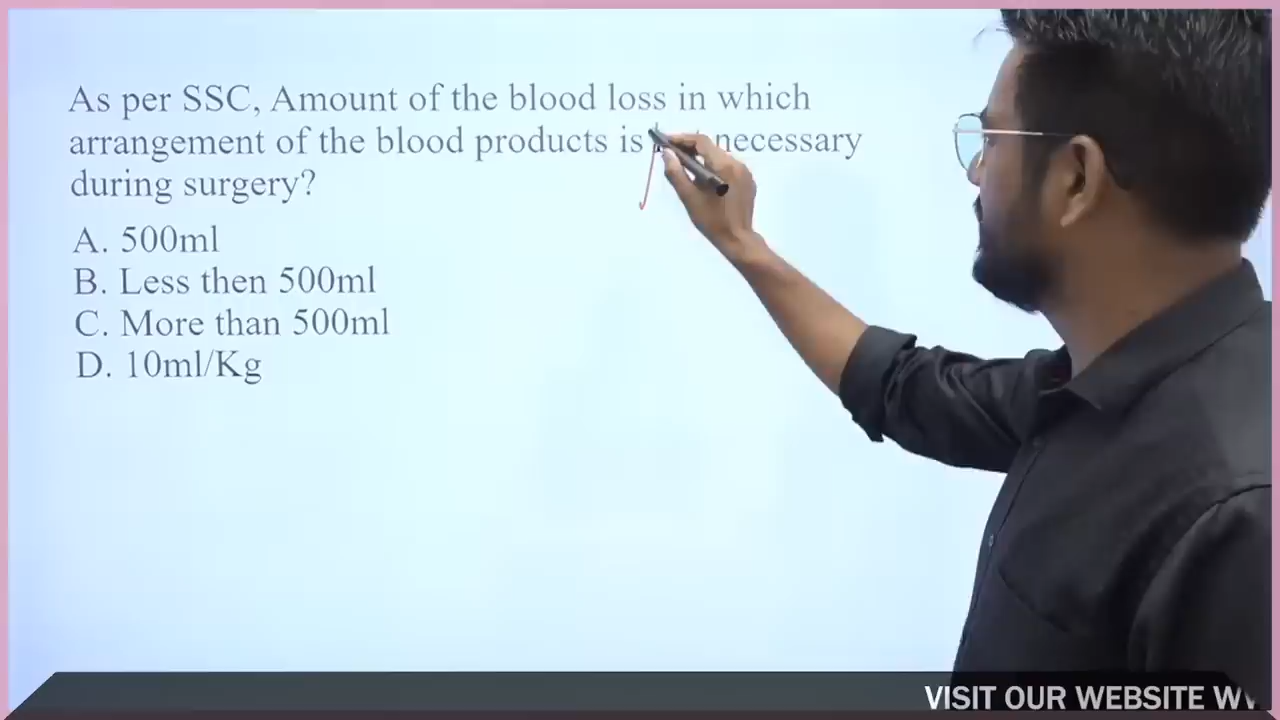 As per SSC, Amount of the blood loss in which
arrangement of the blood products is necessary
during surgery?
A. 500ml
B. Less then 500ml
C. More than 500ml
D. 10ml/Kg
VISIT OUR WEBSITE